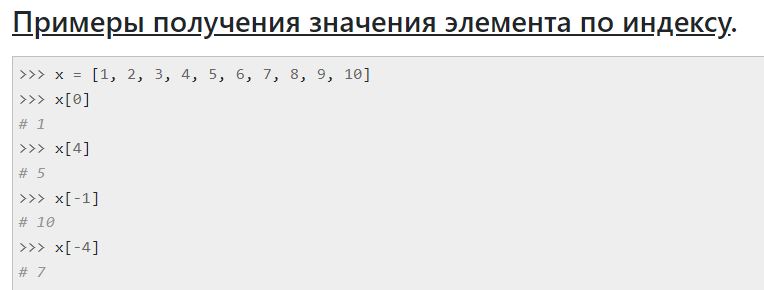 Примеры получения значения элемента по индексу.
>>> x = [1, 2, 3, 4, 5, 6, 7, 8, 9, 10]
>>> x[0]
# 1
>>> x[4]
# 5
>>> x[-1]
# 10
>>> x[-4]
# 7